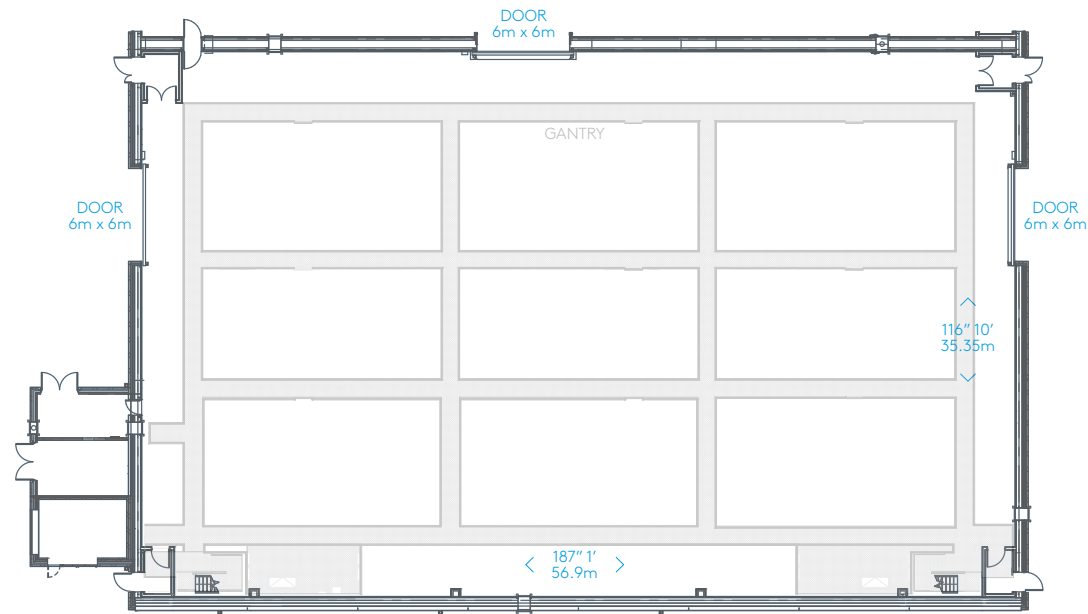 DOOR
6m x 6m
GANTRY
DOOR
6m x 6m
DOOR
6m x 6m
116” 10’
35.35m
187” 1’
56.9m